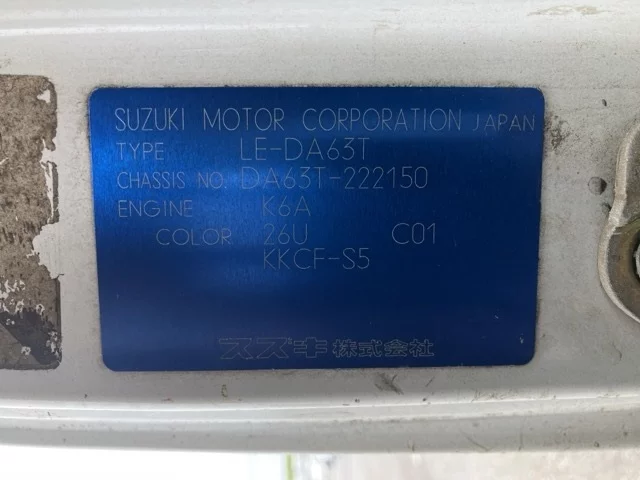 SUZUKI MOTOR CORPORATION JAPAN
TYPE LE-DA63T
CHASSIS NO. DA63T-222150
ENGINE K6A
COLOR 26U C01
KKCF-S5
スズキ株式会社